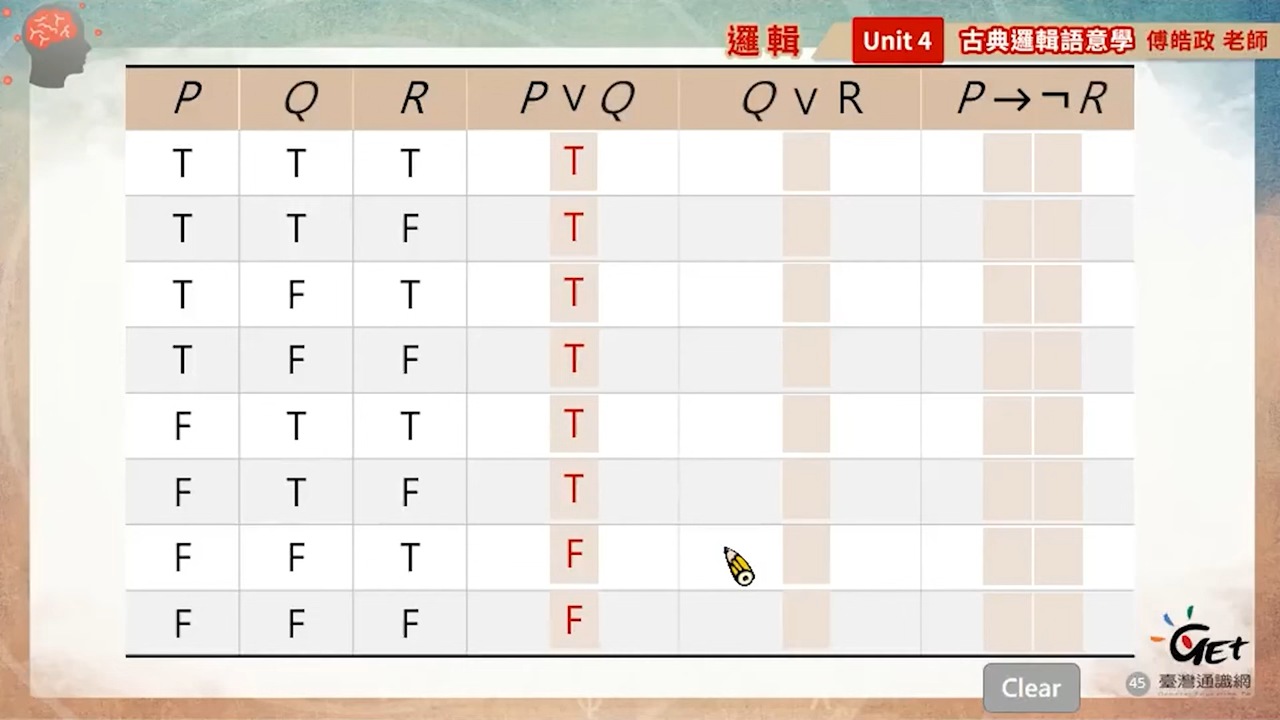 邏輯 Unit 4 古典邏輯語意學 傅皓政 老師
P Q R P ∨ Q Q ∨ R P → ¬ R
T T T T
T T F T
T F T T
T F F T
F T T T
F T F T
F F T F
F F F F
GET
Clear 45 臺灣通識網